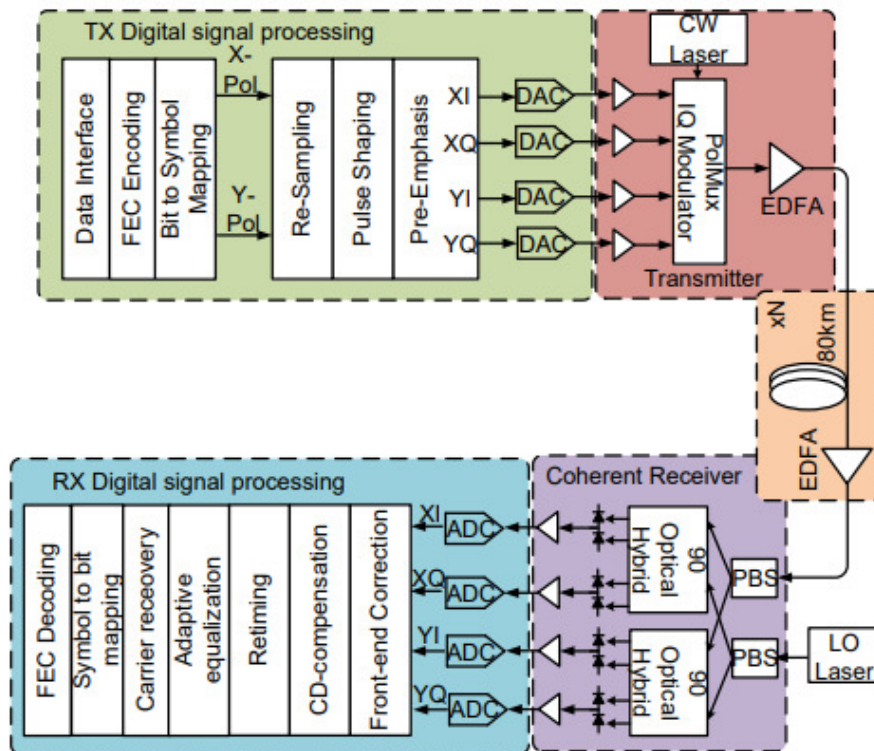 TX Digital signal processing
Data Interface
FEC Encoding
Bit to Symbol
Mapping
X-
Pol
Y-
Pol
Re-Sampling
Pulse Shaping
Pre-Emphasis
XI
XQ
YI
YQ
DAC
DAC
DAC
DAC
CW
Laser
PolMux
IQ Modulator
EDFA
Transmitter
xN
80km
EDFA
RX Digital signal processing
FEC Decoding
Symbol to bit
mapping
Carrier receovery
Adaptive
equalization
Retiming
CD-compensation
Front-end Correction
XI
XQ
YI
YQ
ADC
ADC
ADC
ADC
Coherent Receiver
90
Optical
Hybrid
90
Optical
Hybrid
PBS
PBS
LO
Laser